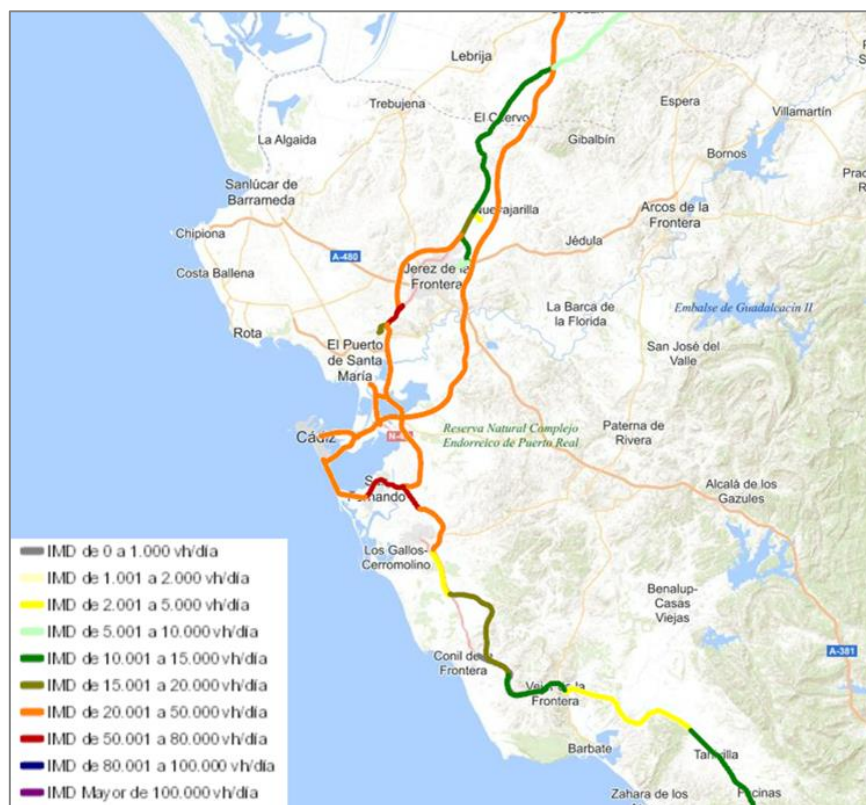 Lebrija
Trebujena
Espera
Villamartín
El Cuervo
La Algaida
Gibalbín
Bornos
Sanlúcar de
Barrameda
Nuevajarilla
Arcos de la
Frontera
Chipiona
Jédula
A-480
Costa Ballena
Jerez de la
Frontera
La Barca de
la Florida
Embalse de Guadalcacín II
Rota
El Puerto
de Santa
María
San José del
Valle
Cádiz
Reserva Natural Complejo
Endorreico de Puerto Real
Paterna de
Rivera
San
Fernando
Alcalá de los
Gazules
Los Gallos-
Cerromolino
Benalup-
Casas
Viejas
A-381
Conil de la
Frontera
Vejer de la
Frontera
Barbate
Tahivilla
Zahara de los
Facinas
IMD de 0 a 1.000 vh/día
IMD de 1.001 a 2.000 vh/día
IMD de 2.001 a 5.000 vh/día
IMD de 5.001 a 10.000 vh/día
IMD de 10.001 a 15.000 vh/día
IMD de 15.001 a 20.000 vh/día
IMD de 20.001 a 50.000 vh/día
IMD de 50.001 a 80.000 vh/día
IMD de 80.001 a 100.000 vh/día
IMD Mayor de 100.000 vh/día